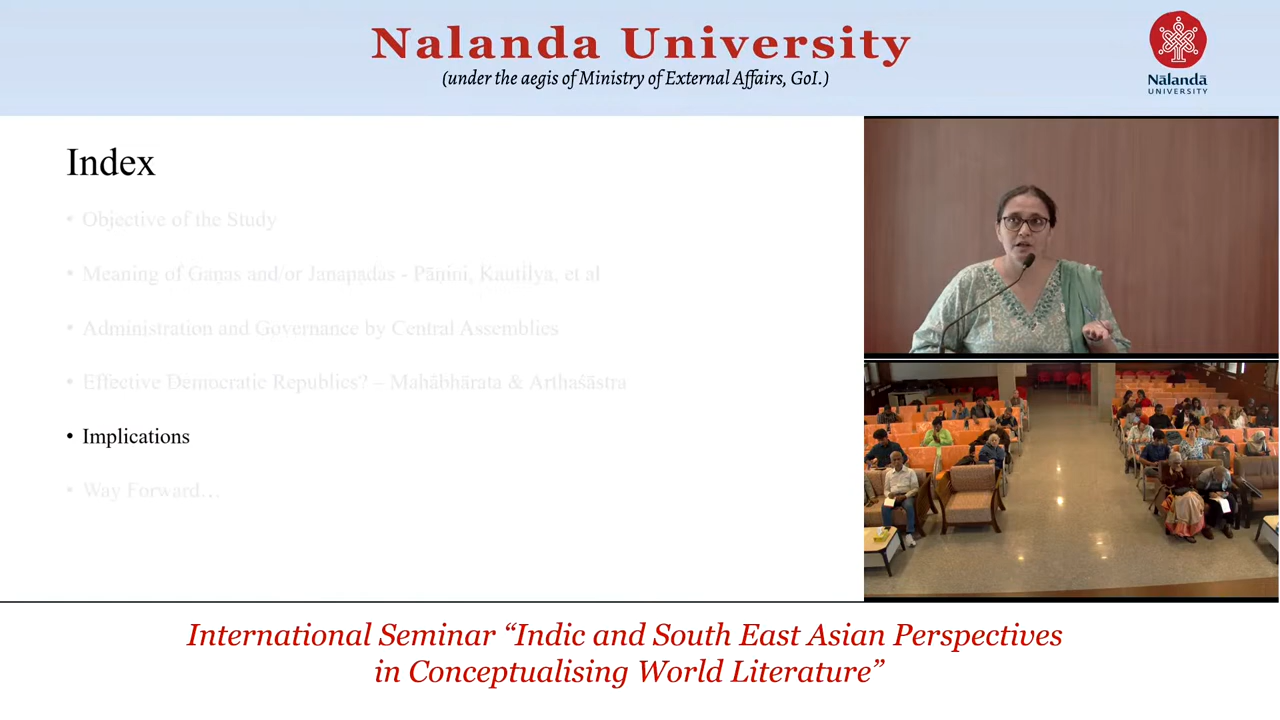 Nalanda University
(under the aegis of Ministry of External Affairs, GoI.)
Nālandā
UNIVERSITY
Index
• Objective of the Study
• Meaning of Gaṇas and/or Janapadas - Pāṇini, Kautilya, et al
• Administration and Governance by Central Assemblies
• Effective Democratic Republics? – Mahābhārata & Arthaśāstra
• Implications
• Way Forward…
International Seminar “Indic and South East Asian Perspectives
in Conceptualising World Literature”